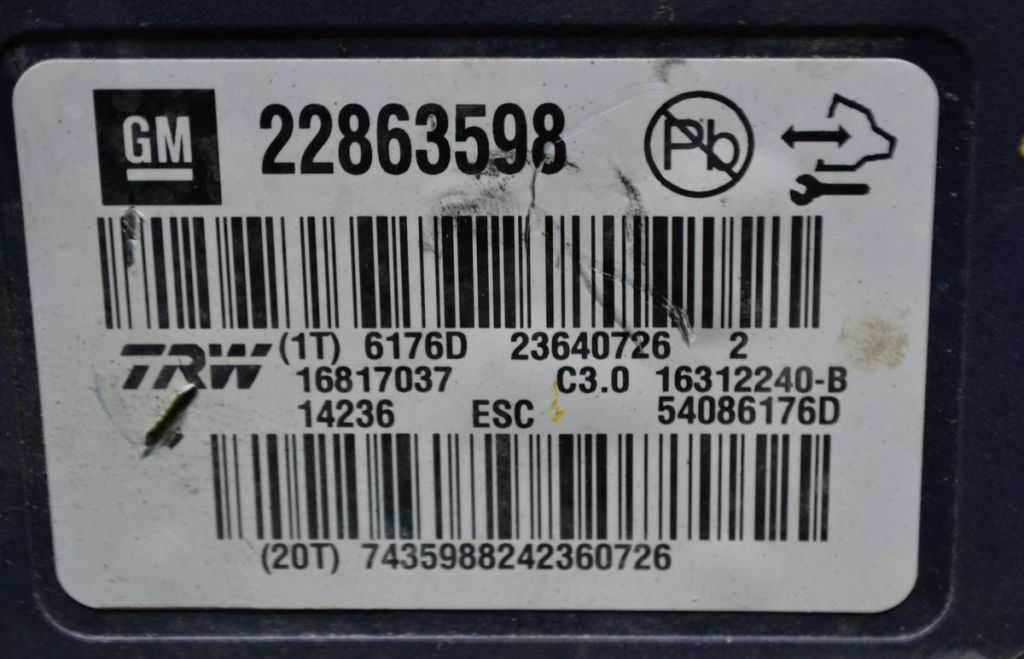 GM 22863598 Pb
TRW (1T) 6176D 23640726 2
16817037 C3.0 16312240-B
14236 ESC 54086176D
(20T) 7435988242360726